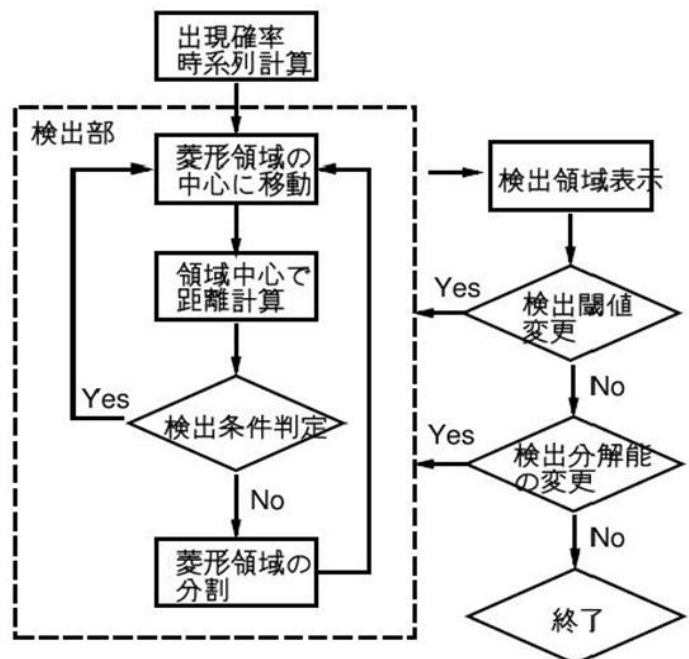 出現確率
時系列計算
検出部
菱形領域の
中心に移動
領域中心で
距離計算
検出条件判定
Yes
No
菱形領域の
分割
検出領域表示
検出閾値
変更
Yes
No
検出分解能
の変更
Yes
No
終了